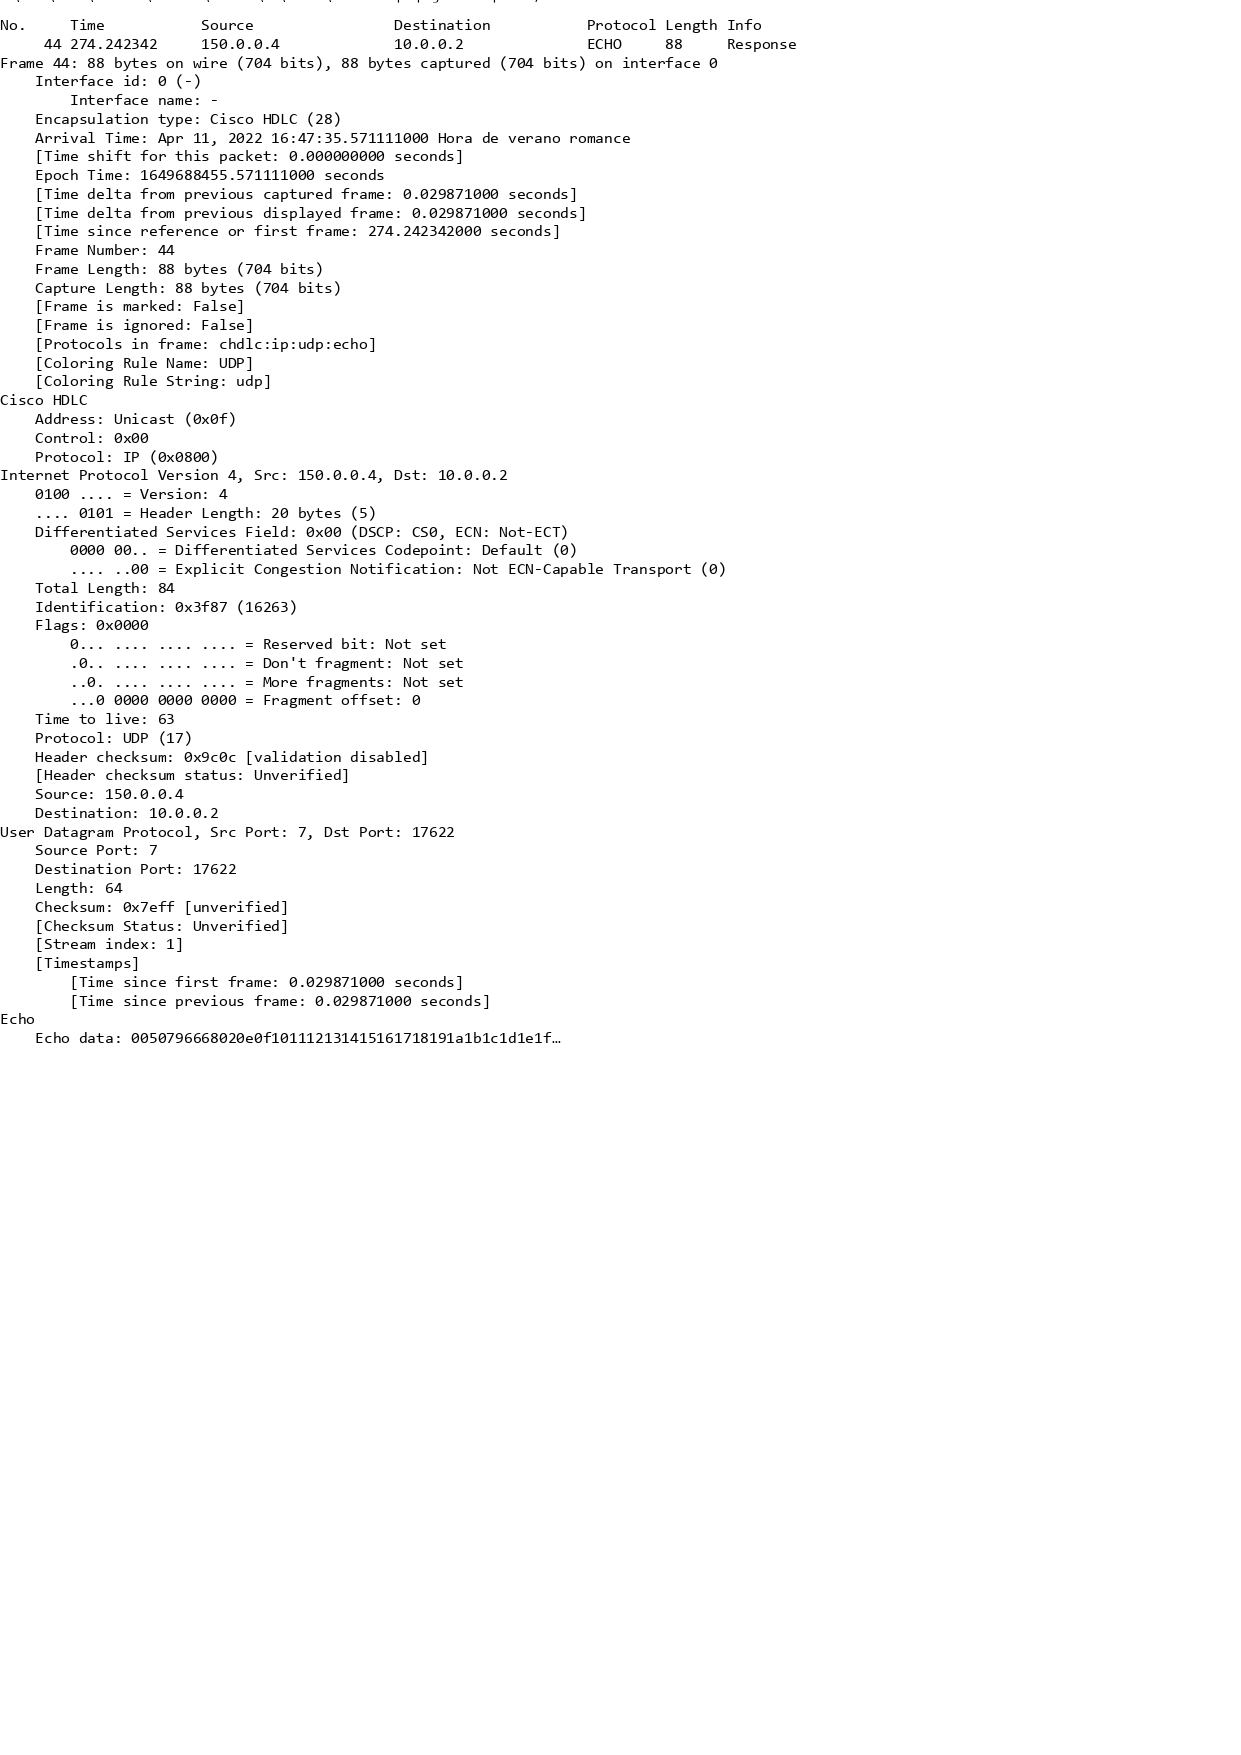 No.     Time           Source                Destination           Protocol Length Info
     44 274.242342     150.0.0.4             10.0.0.2              ECHO     88     Response
Frame 44: 88 bytes on wire (704 bits), 88 bytes captured (704 bits) on interface 0
    Interface id: 0 (-)
        Interface name: -
    Encapsulation type: Cisco HDLC (28)
    Arrival Time: Apr 11, 2022 16:47:35.571111000 Hora de verano romance
    [Time shift for this packet: 0.000000000 seconds]
    Epoch Time: 1649688455.571111000 seconds
    [Time delta from previous captured frame: 0.029871000 seconds]
    [Time delta from previous displayed frame: 0.029871000 seconds]
    [Time since reference or first frame: 274.242342000 seconds]
    Frame Number: 44
    Frame Length: 88 bytes (704 bits)
    Capture Length: 88 bytes (704 bits)
    [Frame is marked: False]
    [Frame is ignored: False]
    [Protocols in frame: chdlc:ip:udp:echo]
    [Coloring Rule Name: UDP]
    [Coloring Rule String: udp]
Cisco HDLC
    Address: Unicast (0x0f)
    Control: 0x00
    Protocol: IP (0x0800)
Internet Protocol Version 4, Src: 150.0.0.4, Dst: 10.0.0.2
    0100 .... = Version: 4
    .... 0101 = Header Length: 20 bytes (5)
    Differentiated Services Field: 0x00 (DSCP: CS0, ECN: Not-ECT)
        0000 00.. = Differentiated Services Codepoint: Default (0)
        .... ..00 = Explicit Congestion Notification: Not ECN-Capable Transport (0)
    Total Length: 84
    Identification: 0x3f87 (16263)
    Flags: 0x0000
        0... .... .... .... = Reserved bit: Not set
        .0.. .... .... .... = Don't fragment: Not set
        ..0. .... .... .... = More fragments: Not set
        ...0 0000 0000 0000 = Fragment offset: 0
    Time to live: 63
    Protocol: UDP (17)
    Header checksum: 0x9c0c [validation disabled]
    [Header checksum status: Unverified]
    Source: 150.0.0.4
    Destination: 10.0.0.2
User Datagram Protocol, Src Port: 7, Dst Port: 17622
    Source Port: 7
    Destination Port: 17622
    Length: 64
    Checksum: 0x7eff [unverified]
    [Checksum Status: Unverified]
    [Stream index: 1]
    [Timestamps]
        [Time since first frame: 0.029871000 seconds]
        [Time since previous frame: 0.029871000 seconds]
Echo
    Echo data: 0050796668020e0f101112131415161718191a1b1c1d1e1f…